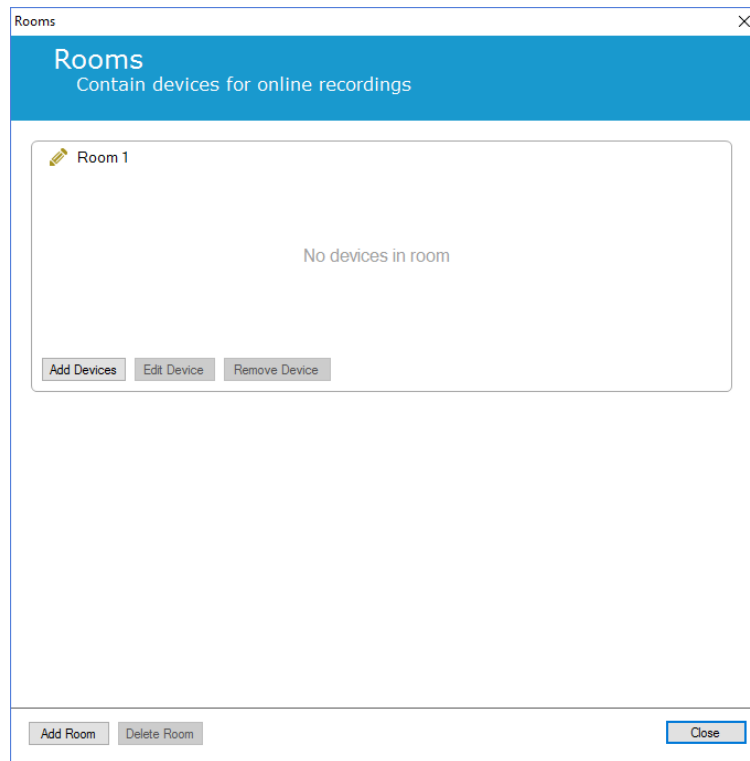 Rooms
Rooms
Contain devices for online recordings
Room 1
No devices in room
Add Devices Edit Device Remove Device
Add Room Delete Room Close